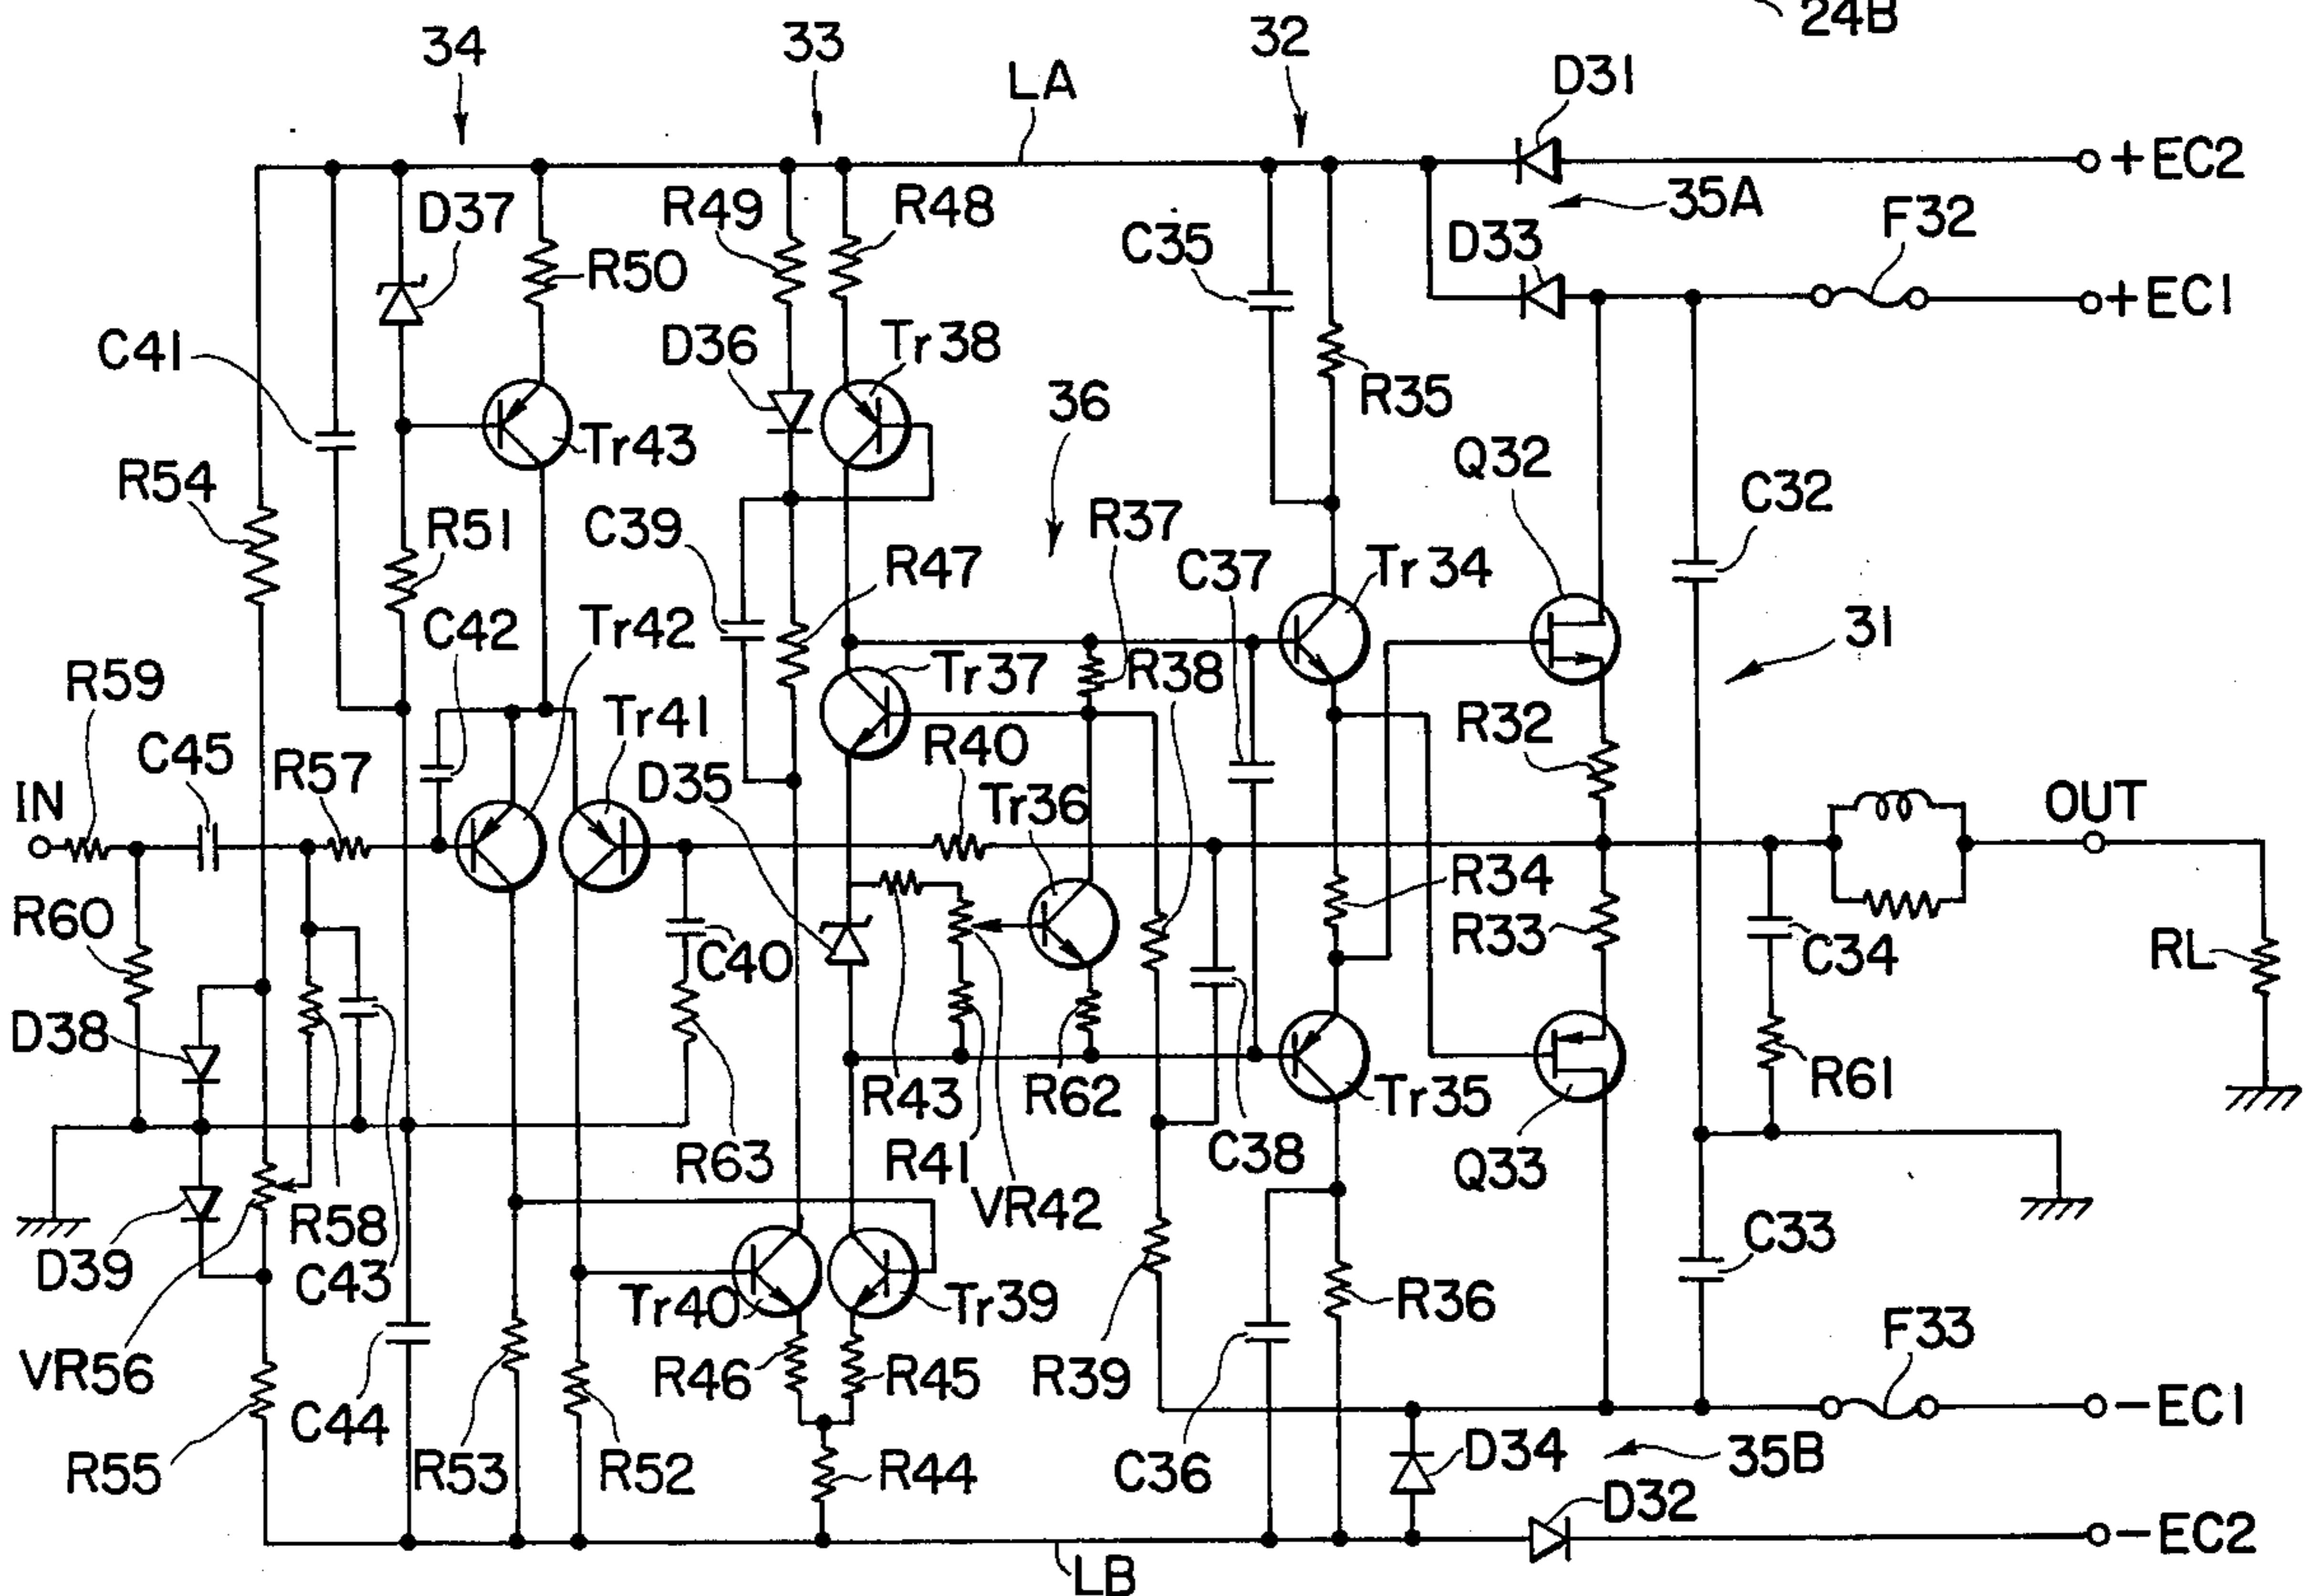 24B
34
33
32
LA
D31
+EC2
35A
D37
R49
R48
C35
D33
F32
R50
+EC1
D36
Tr38
C41
R35
36
Tr43
Q32
R54
C39
R37
C32
R51
R47
C37
Tr34
C42
Tr42
31
R59
Tr37
R38
Tr41
R32
C45
R57
R40
IN
D35
Tr36
OUT
R34
R60
R33
C40
C34
RL
D38
R61
R43
R62
Tr35
R63
R41
C38
Q33
VR42
R58
C33
D39
C43
Tr40
Tr39
R36
F33
VR56
R46
R45
R39
-EC1
C44
R55
R53
R52
R44
C36
D34
35B
D32
-EC2
LB